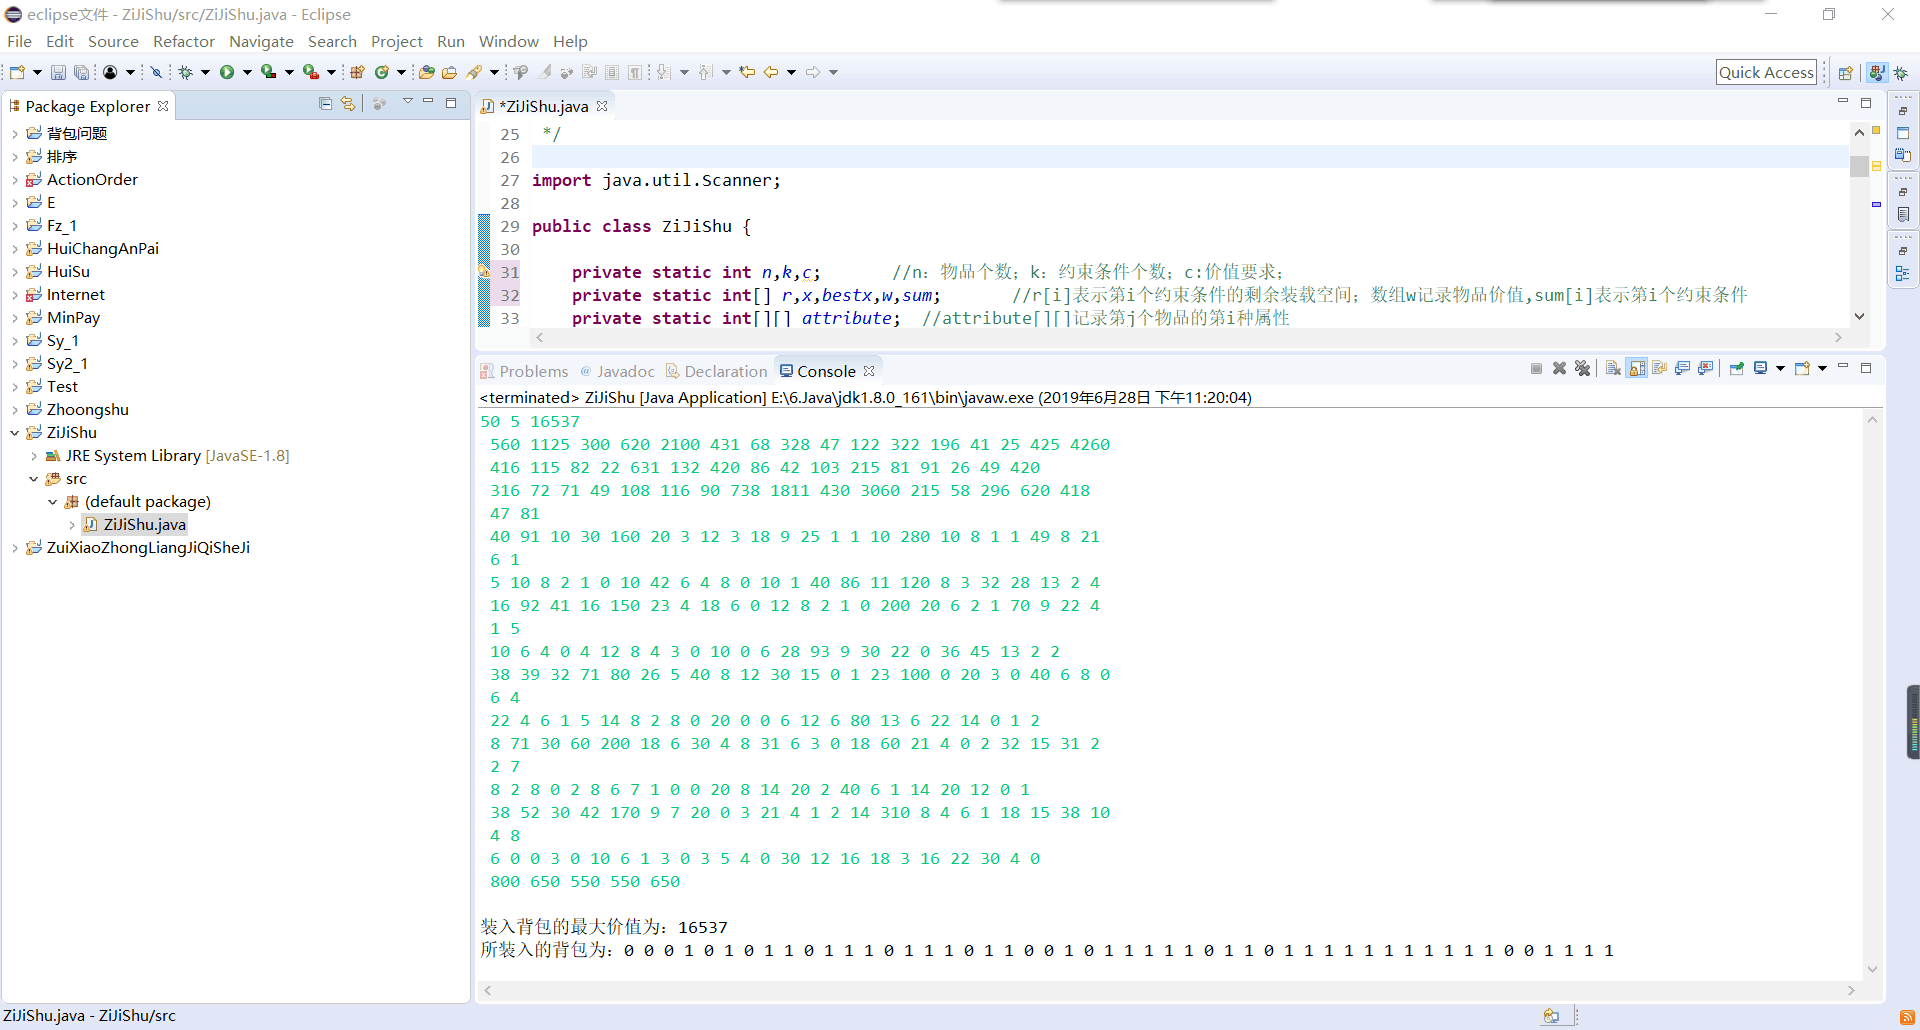 eclipse文件 - ZiJiShu/src/ZiJiShu.java - Eclipse
File Edit Source Refactor Navigate Search Project Run Window Help
Quick Access
Package Explorer
背包问题
排序
ActionOrder
E
Fz_1
HuiChangAnPai
HuiSu
Internet
MinPay
Sy_1
Sy2_1
Test
Zhoongshu
ZiJiShu
JRE System Library [JavaSE-1.8]
src
(default package)
ZiJiShu.java
ZuiXiaoZhongLiangJiQiSheJi
*ZiJiShu.java
25 */
26
27 import java.util.Scanner;
28
29 public class ZiJiShu {
30
31 private static int n,k,c; //n：物品个数；k：约束条件个数；c:价值要求；
32 private static int[] r,x,bestx,w,sum; //r[i]表示第i个约束条件的剩余装载空间；数组w记录物品价值,sum[i]表示第i个约束条件
33 private static int[][] attribute; //attribute[][]记录第j个物品的第i种属性
Problems Javadoc Declaration Console
<terminated> ZiJiShu [Java Application] E:\6.Java\jdk1.8.0_161\bin\javaw.exe (2019年6月28日 下午11:20:04)
50 5 16537
560 1125 300 620 2100 431 68 328 47 122 322 196 41 25 425 4260
416 115 82 22 631 132 420 86 42 103 215 81 91 26 49 420
316 72 71 49 108 116 90 738 1811 430 3060 215 58 296 620 418
47 81
40 91 10 30 160 20 3 12 3 18 9 25 1 1 10 280 10 8 1 1 49 8 21
6 1
5 10 8 2 1 0 10 42 6 4 8 0 10 1 40 86 11 120 8 3 32 28 13 2 4
16 92 41 16 150 23 4 18 6 0 12 8 2 1 0 200 20 6 2 1 70 9 22 4
1 5
10 6 4 0 4 12 8 4 3 0 10 0 6 28 93 9 30 22 0 36 45 13 2 2
38 39 32 71 80 26 5 40 8 12 30 15 0 1 23 100 0 20 3 0 40 6 8 0
6 4
22 4 6 1 5 14 8 2 8 0 20 0 0 6 12 6 80 13 6 22 14 0 1 2
8 71 30 60 200 18 6 30 4 8 31 6 3 0 18 60 21 4 0 2 32 15 31 2
2 7
8 2 8 0 2 8 6 7 1 0 0 20 8 14 20 2 40 6 1 14 20 12 0 1
38 52 30 42 170 9 7 20 0 3 21 4 1 2 14 310 8 4 6 1 18 15 38 10
4 8
6 0 0 3 0 10 6 1 3 0 3 5 4 0 30 12 16 18 3 16 22 30 4 0
800 650 550 550 650
装入背包的最大价值为：16537
所装入的背包为：0 0 0 1 0 1 0 1 1 0 1 1 1 0 1 1 1 0 1 1 0 0 1 0 1 1 1 1 1 0 1 1 0 1 1 1 1 1 1 1 1 1 1 1 0 0 1 1 1 1
ZiJiShu.java - ZiJiShu/src